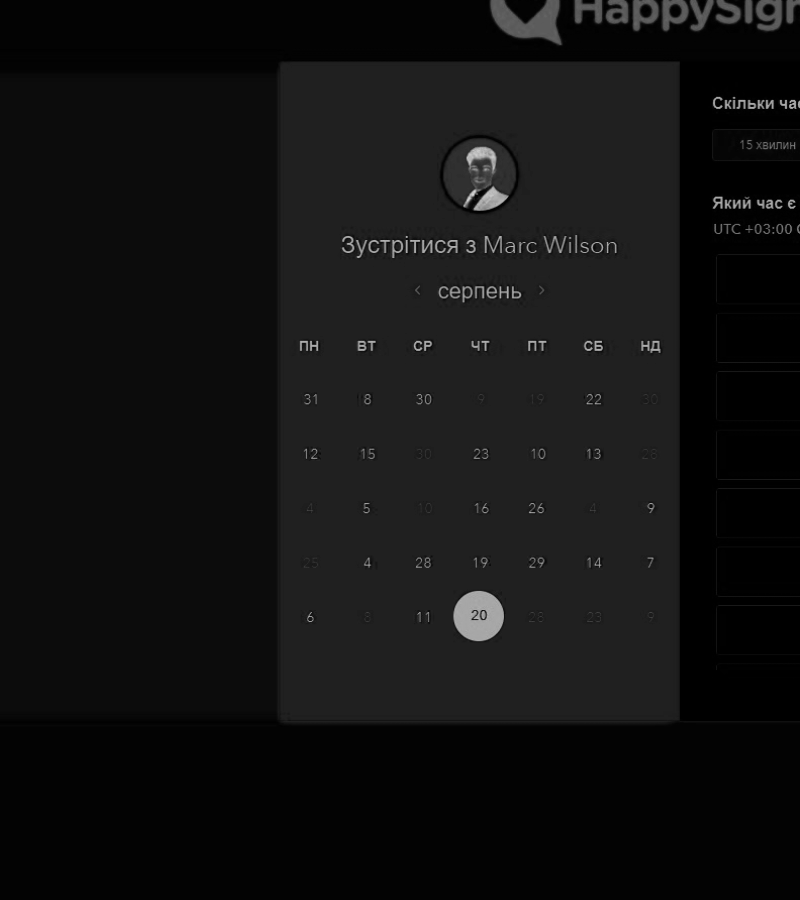 HappySign
Зустрітися з Marc Wilson
‹ серпень ›
ПН ВТ СР ЧТ ПТ СБ НД
31 8 30 9 19 22 30
12 15 30 23 10 13 28
4 5 10 16 26 4 9
25 4 28 19 29 14 7
6 8 11 20 28 23 9
Скільки час
15 хвилин
Який час є
UTC +03:00